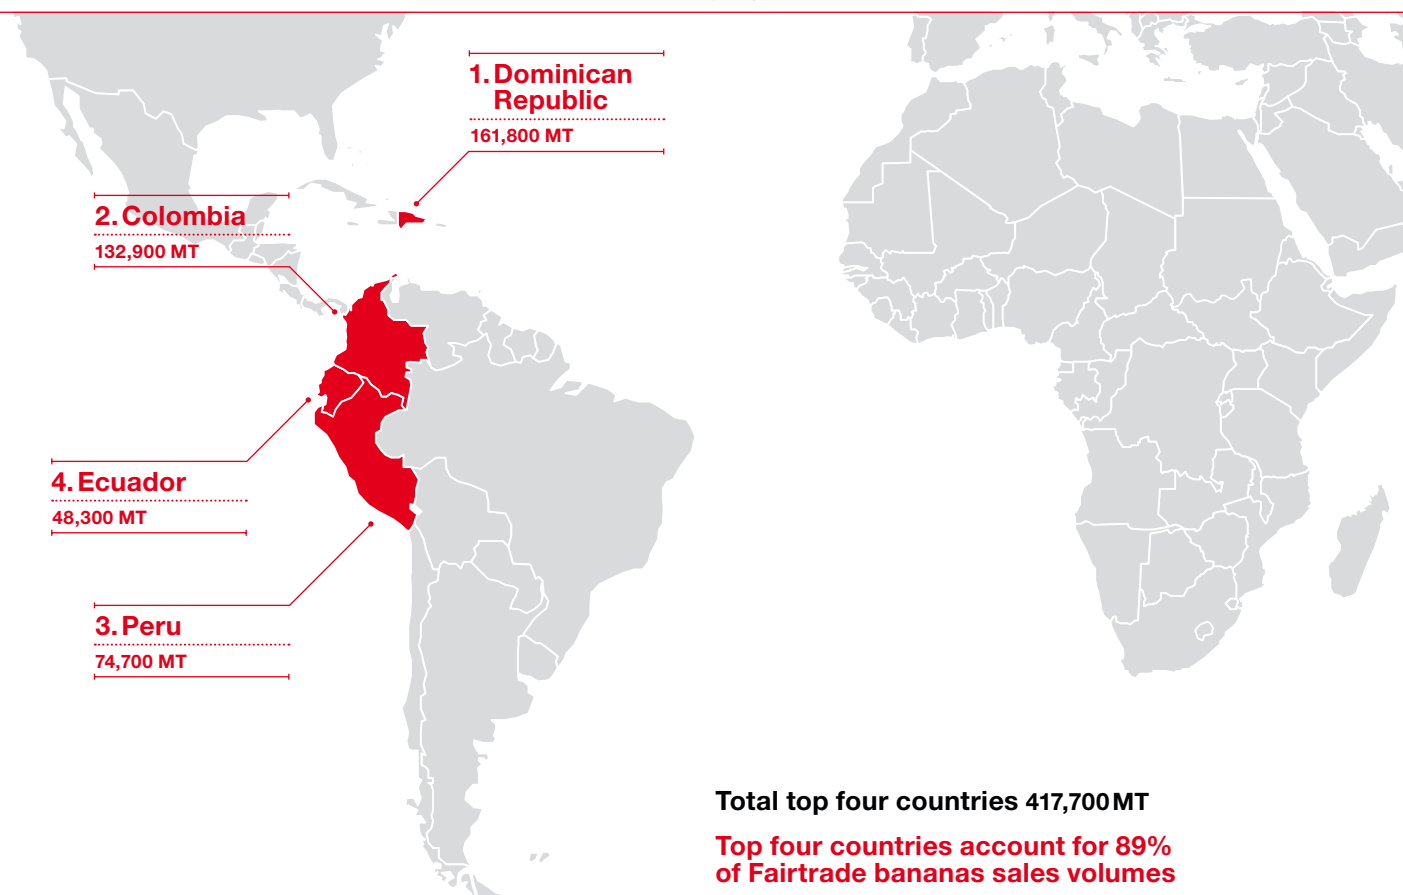 1. Dominican
Republic
161,800 MT
2. Colombia
132,900 MT
4. Ecuador
48,300 MT
3. Peru
74,700 MT
Total top four countries 417,700 MT
Top four countries account for 89%
of Fairtrade bananas sales volumes